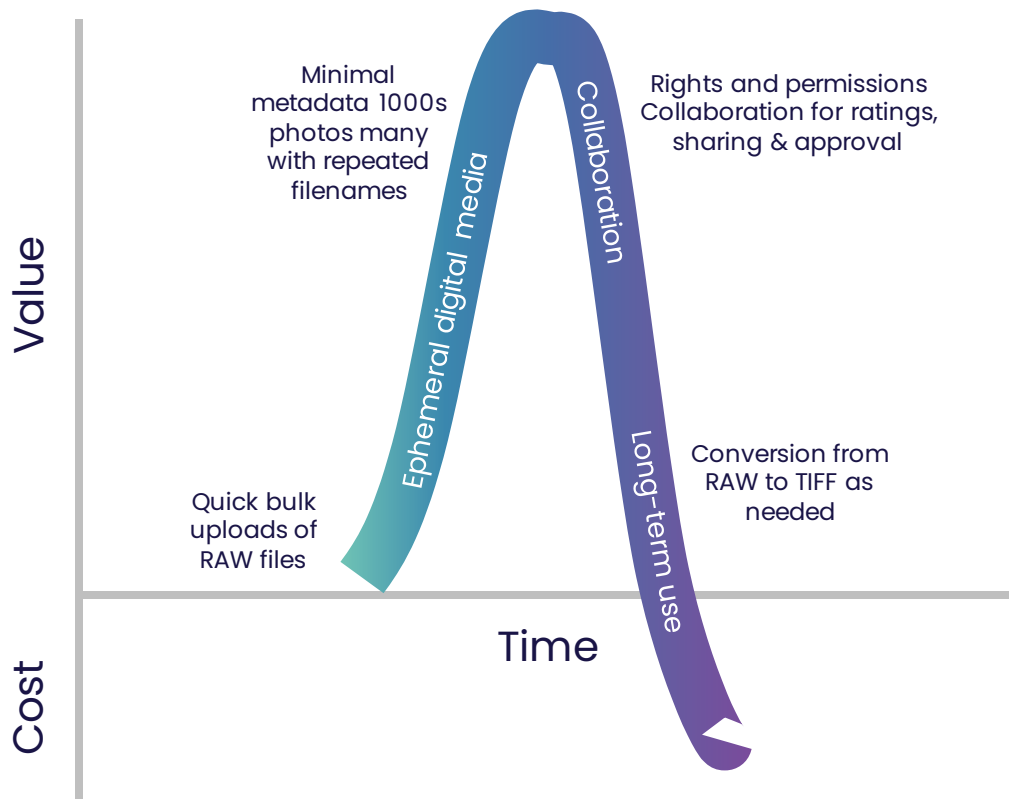 Minimal
metadata 1000s
photos many
with repeated
filenames
Rights and permissions
Collaboration for ratings,
sharing & approval
Ephemeral digital media
Collaboration
Value
Quick bulk
uploads of
RAW files
Long-term use
Conversion from
RAW to TIFF as
needed
Time
Cost